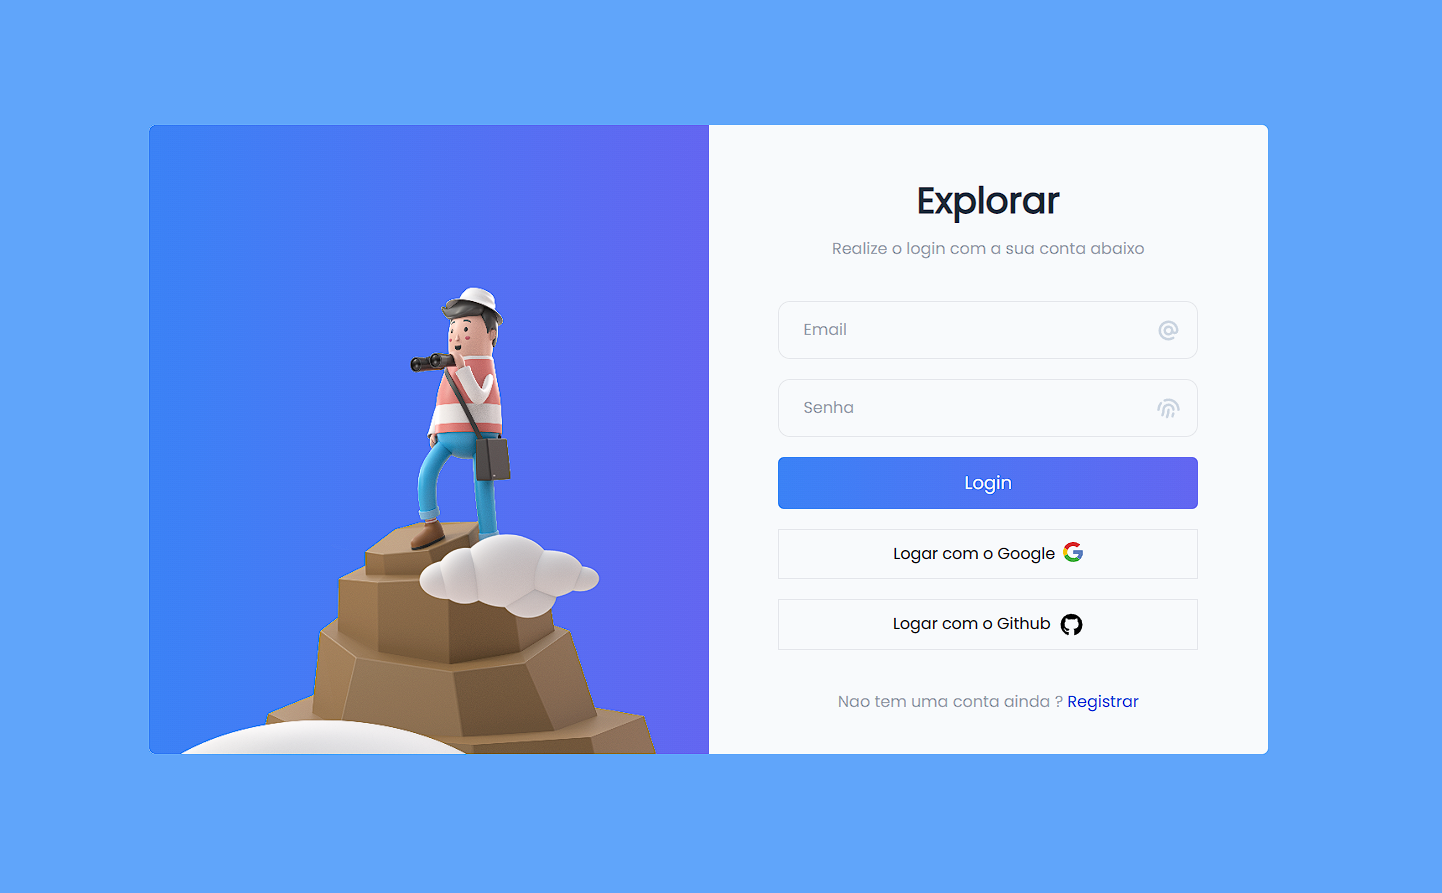 Explorar
Realize o login com a sua conta abaixo
Email
Senha
Login
Logar com o Google
Logar com o Github
Nao tem uma conta ainda ? Registrar